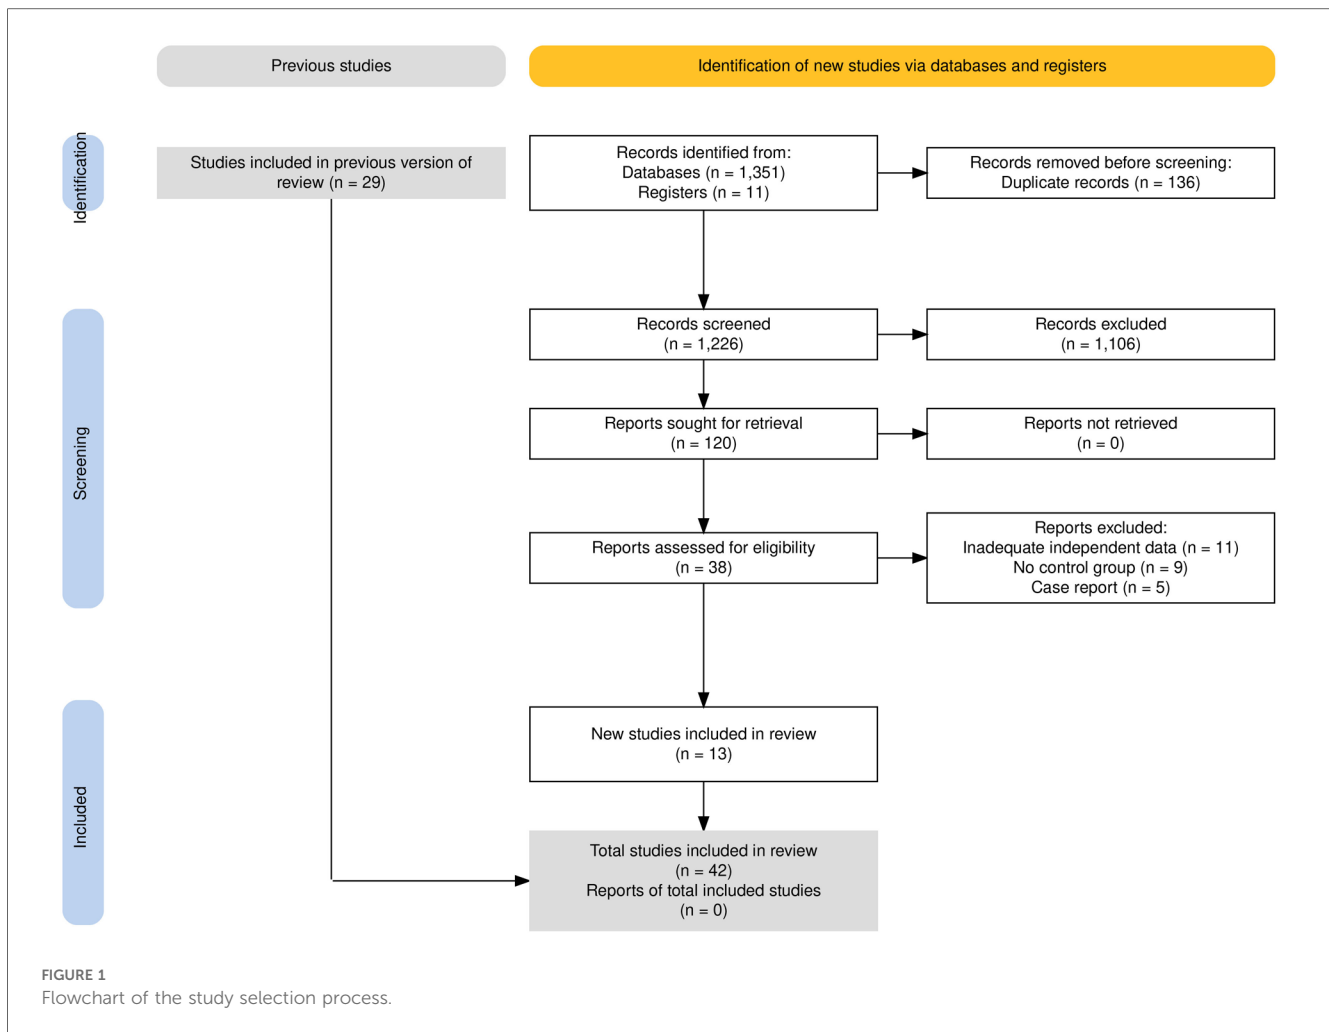 Previous studies
Identification of new studies via databases and registers
Identification
Studies included in previous version of
review (n = 29)
Records identified from:
Databases (n = 1,351)
Registers (n = 11)
Records removed before screening:
Duplicate records (n = 136)
Screening
Records screened
(n = 1,226)
Records excluded
(n = 1,106)
Reports sought for retrieval
(n = 120)
Reports not retrieved
(n = 0)
Reports assessed for eligibility
(n = 38)
Reports excluded:
Inadequate independent data (n = 11)
No control group (n = 9)
Case report (n = 5)
Included
New studies included in review
(n = 13)
Total studies included in review
(n = 42)
Reports of total included studies
(n = 0)
FIGURE 1
Flowchart of the study selection process.